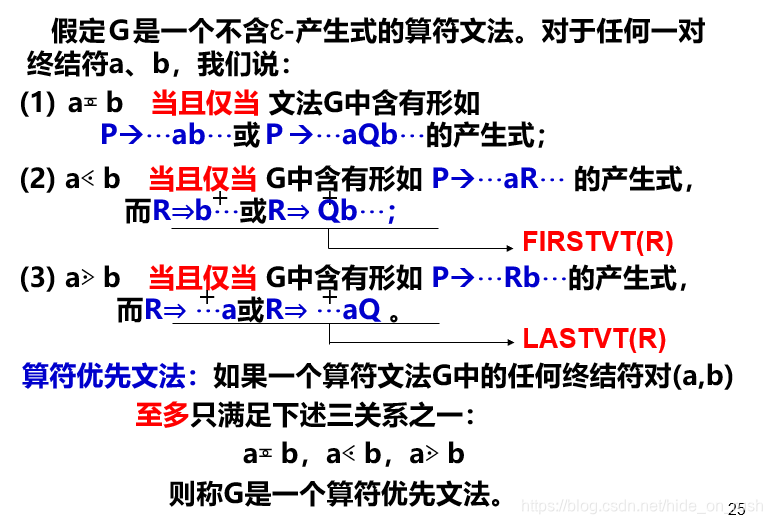 假定G是一个不含ε-产生式的算符文法。对于任何一对
终结符a、b，我们说：
(1) a⋍b 当且仅当 文法G中含有形如
P→⋯ab⋯或P→⋯aQb⋯的产生式；
(2) a⋖b 当且仅当 G中含有形如 P→⋯aR⋯ 的产生式，
而R⇒⁺b⋯或R⇒⁺Qb⋯；
FIRSTVT(R)
(3) a⋗b 当且仅当 G中含有形如 P→⋯Rb⋯的产生式，
而R⇒⁺⋯a或R⇒⁺⋯aQ 。
LASTVT(R)
算符优先文法：如果一个算符文法G中的任何终结符对(a,b)
至多只满足下述三关系之一：
a⋍b，a⋖b，a⋗b
则称G是一个算符优先文法。
25